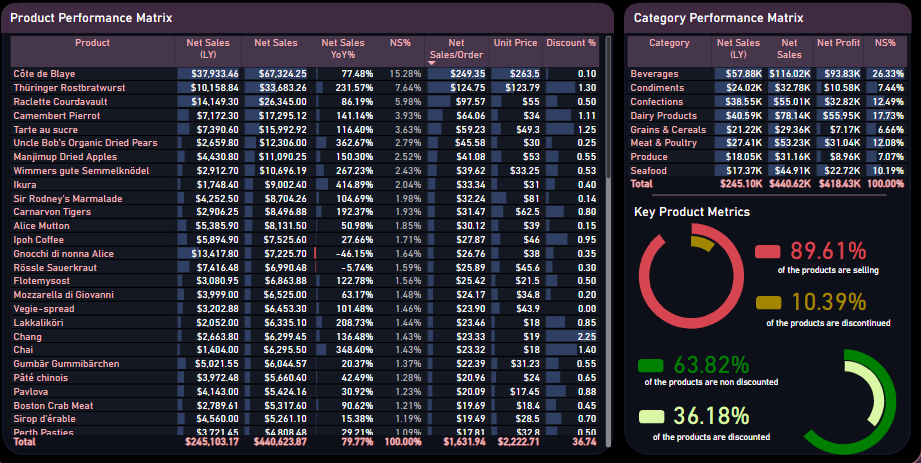 Product Performance Matrix
Product Net Sales (LY) Net Sales Net Sales YoY% NS% Net Sales/Order Unit Price Discount %
Côte de Blaye $37,933.46 $67,324.25 77.48% 15.28% $249.35 $263.5 0.10
Thüringer Rostbratwurst $10,158.84 $33,683.26 231.57% 7.64% $124.75 $123.79 1.30
Raclette Courdavault $14,149.30 $26,345.00 86.19% 5.98% $97.57 $55 0.50
Camembert Pierrot $7,172.30 $17,295.12 141.14% 3.93% $64.06 $34 1.11
Tarte au sucre $7,390.60 $15,992.92 116.40% 3.63% $59.23 $49.3 1.25
Uncle Bob's Organic Dried Pears $2,659.80 $12,306.00 362.67% 2.79% $45.58 $30 0.25
Manjimup Dried Apples $4,430.80 $11,090.25 150.30% 2.52% $41.08 $53 0.55
Wimmers gute Semmelknödel $2,912.70 $10,696.19 267.23% 2.43% $39.62 $33.25 0.53
Ikura $1,748.40 $9,002.40 414.89% 2.04% $33.34 $31 0.40
Sir Rodney's Marmalade $4,252.50 $8,704.26 104.69% 1.98% $32.24 $81 0.14
Carnarvon Tigers $2,906.25 $8,496.88 192.37% 1.93% $31.47 $62.5 0.80
Alice Mutton $5,385.90 $8,131.50 50.98% 1.85% $30.12 $39 0.15
Ipoh Coffee $5,894.90 $7,525.60 27.66% 1.71% $27.87 $46 0.95
Gnocchi di nonna Alice $13,417.80 $7,225.70 -46.15% 1.64% $26.76 $38 0.35
Rössle Sauerkraut $7,416.48 $6,990.48 -5.74% 1.59% $25.89 $45.6 0.30
Flotemysost $3,080.95 $6,863.88 122.78% 1.56% $25.42 $21.5 0.50
Mozzarella di Giovanni $3,999.00 $6,525.00 63.17% 1.48% $24.17 $34.8 0.20
Vegie-spread $3,202.88 $6,453.30 101.48% 1.46% $23.90 $43.9 0.00
Lakkalikööri $2,052.00 $6,335.10 208.73% 1.44% $23.46 $18 0.85
Chang $2,663.80 $6,299.45 136.48% 1.43% $23.33 $19 2.25
Chai $1,404.00 $6,295.50 348.40% 1.43% $23.32 $18 1.40
Gumbär Gummibärchen $5,021.55 $6,044.57 20.37% 1.37% $22.39 $31.23 0.55
Pâté chinois $3,972.48 $5,660.40 42.49% 1.28% $20.96 $24 0.65
Pavlova $4,143.00 $5,424.16 30.92% 1.23% $20.09 $17.45 0.88
Boston Crab Meat $2,789.61 $5,317.60 90.62% 1.21% $19.69 $18.4 0.45
Sirop d'érable $4,560.00 $5,261.10 15.38% 1.19% $19.49 $28.5 0.70
Perth Pasties $3,721.45 $4,808.48 29.21% 1.09% $17.81 $32.8 0.50
Total $245,103.17 $440,623.87 79.77% 100.00% $1,631.94 $2,222.71 36.74
Category Performance Matrix
Category Net Sales (LY) Net Sales Net Profit NS%
Beverages $57.88K $116.02K $93.83K 26.33%
Condiments $24.02K $32.78K $10.58K 7.44%
Confections $38.55K $55.01K $32.82K 12.49%
Dairy Products $40.59K $78.14K $55.95K 17.73%
Grains & Cereals $21.22K $29.36K $7.17K 6.66%
Meat & Poultry $27.41K $53.23K $31.04K 12.08%
Produce $18.05K $31.16K $8.96K 7.07%
Seafood $17.37K $44.91K $22.72K 10.19%
Total $245.10K $440.62K $418.43K 100.00%
Key Product Metrics
89.61%
of the products are selling
10.39%
of the products are discontinued
63.82%
of the products are non discounted
36.18%
of the products are discounted